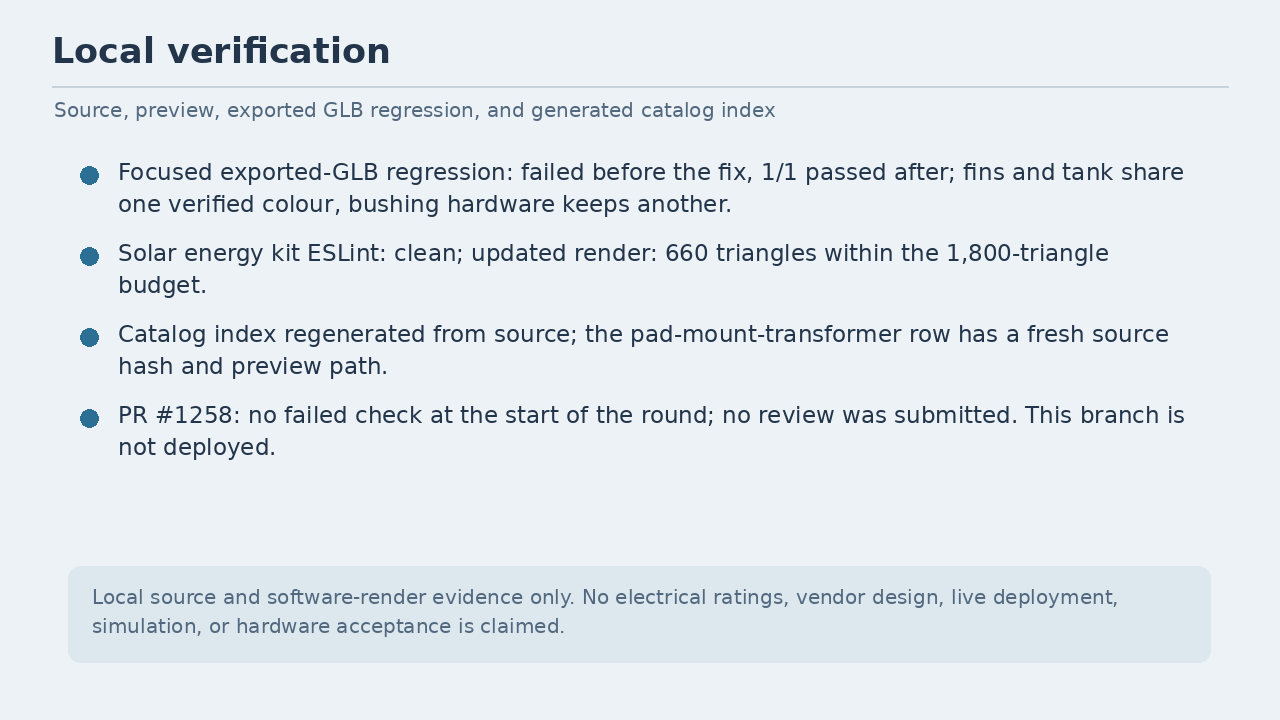 Local verification
Source, preview, exported GLB regression, and generated catalog index
Focused exported-GLB regression: failed before the fix, 1/1 passed after; fins and tank share
one verified colour, bushing hardware keeps another.
Solar energy kit ESLint: clean; updated render: 660 triangles within the 1,800-triangle
budget.
Catalog index regenerated from source; the pad-mount-transformer row has a fresh source
hash and preview path.
PR #1258: no failed check at the start of the round; no review was submitted. This branch is
not deployed.
Local source and software-render evidence only. No electrical ratings, vendor design, live deployment,
simulation, or hardware acceptance is claimed.